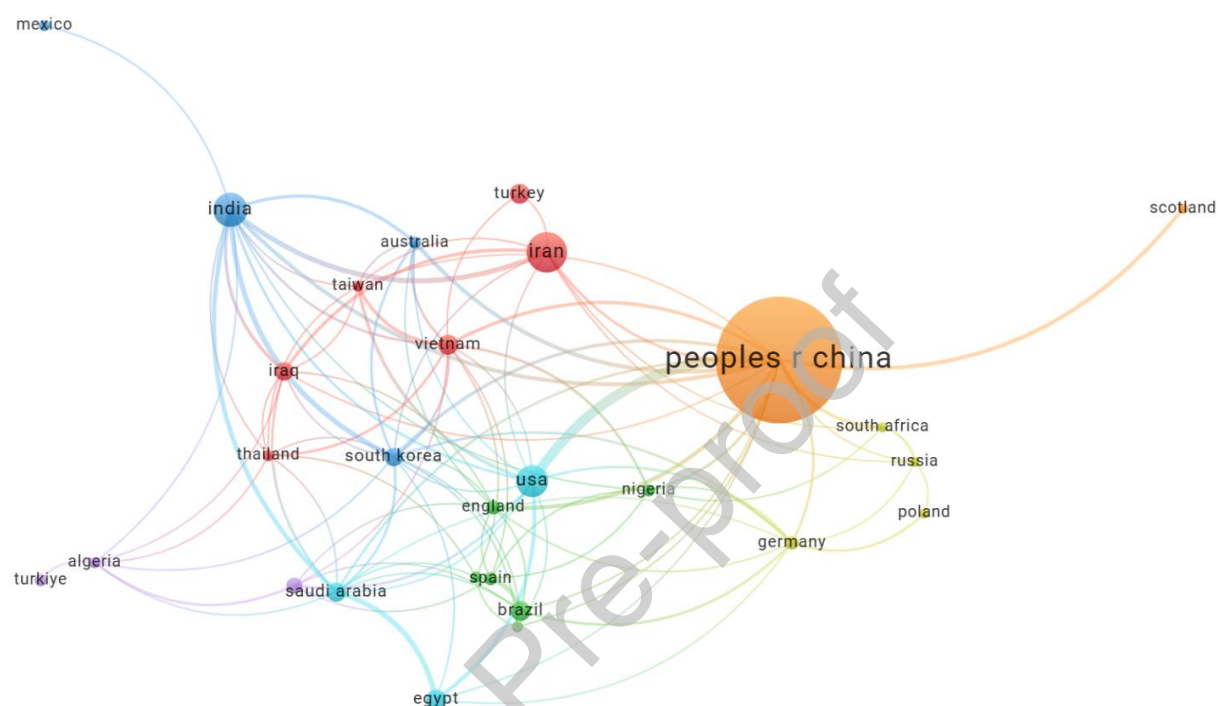 mexico
india
turkey
scotland
australia
iran
taiwan
vietnam
peoples r china
iraq
south africa
thailand
south korea
russia
usa
nigeria
england
poland
germany
algeria
turkiye
spain
saudi arabia
brazil
egypt
Pre-proof